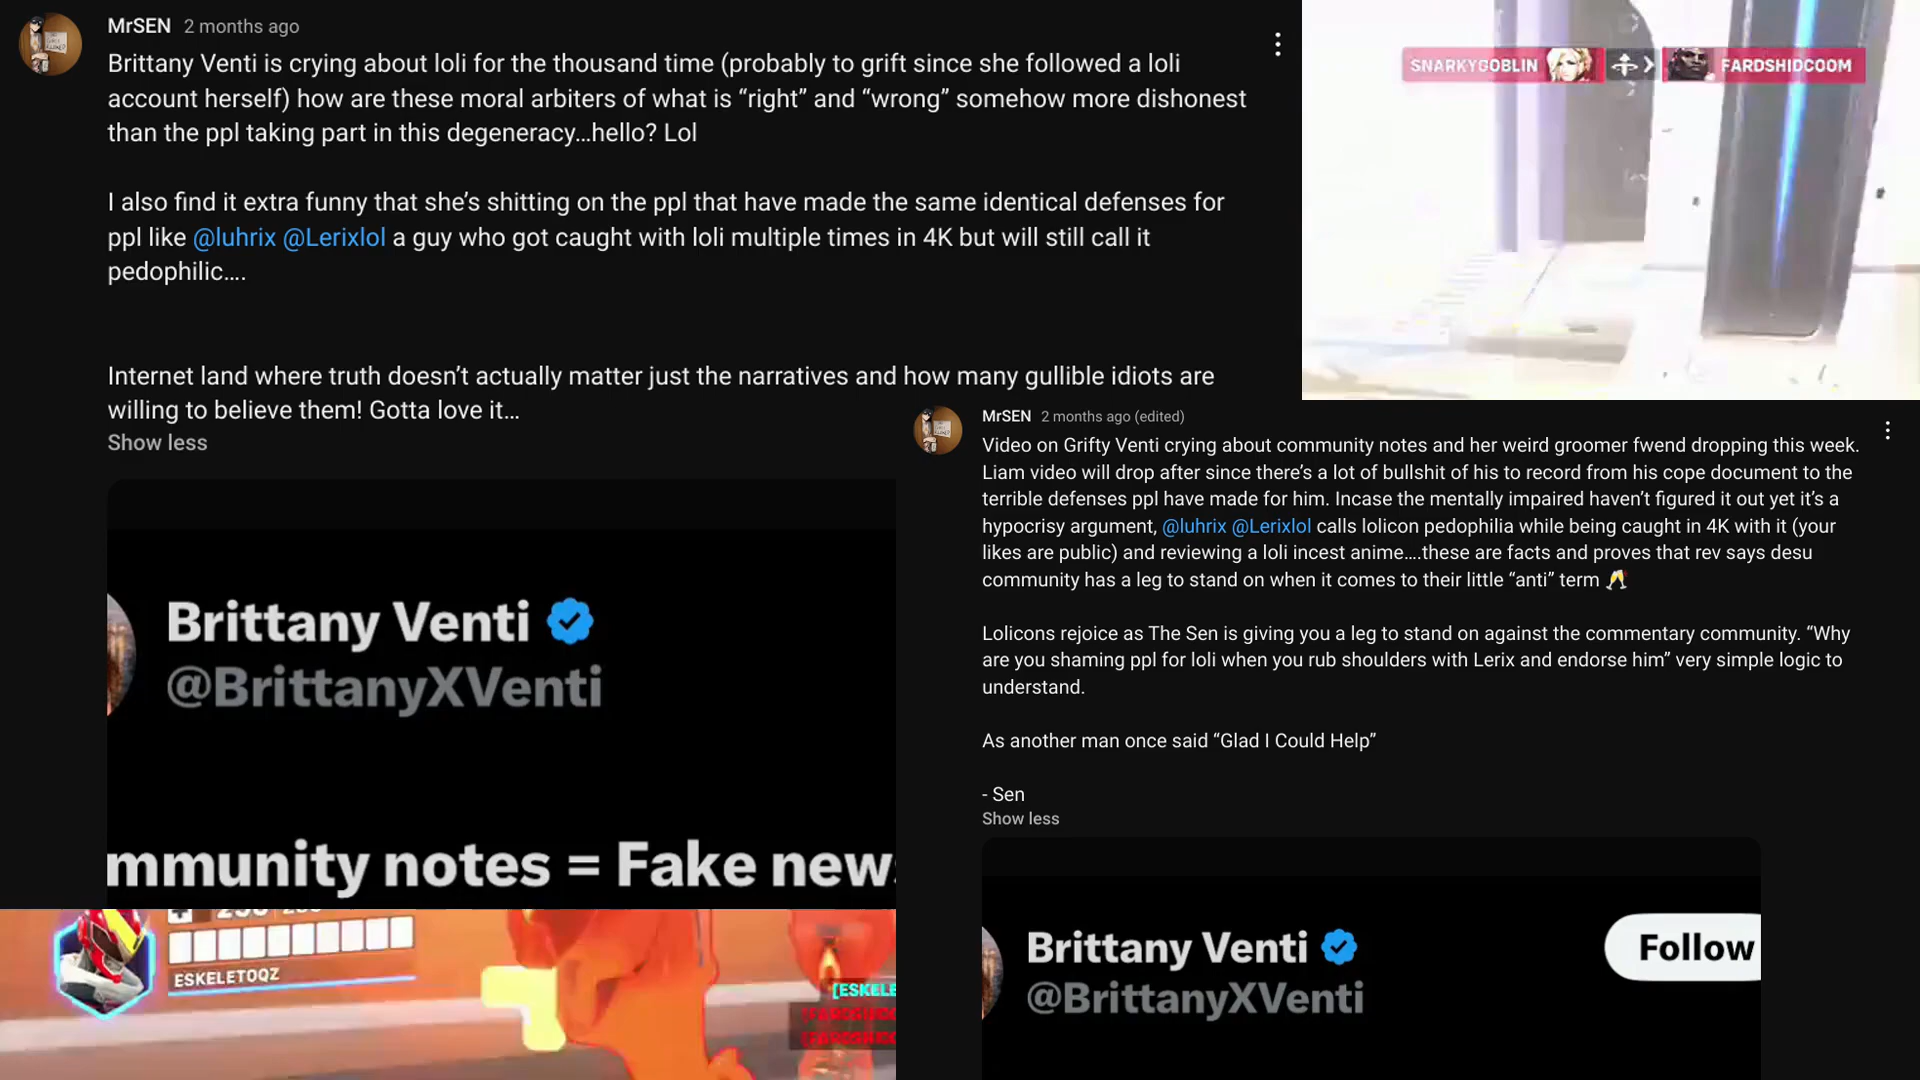 MrSEN 2 months ago
Brittany Venti is crying about loli for the thousand time (probably to grift since she followed a loli
account herself) how are these moral arbiters of what is “right” and “wrong” somehow more dishonest
than the ppl taking part in this degeneracy…hello? Lol
I also find it extra funny that she’s shitting on the ppl that have made the same identical defenses for
ppl like @luhrix @Lerixlol a guy who got caught with loli multiple times in 4K but will still call it
pedophilic….
Internet land where truth doesn’t actually matter just the narratives and how many gullible idiots are
willing to believe them! Gotta love it…
Show less
Brittany Venti
@BrittanyXVenti
mmunity notes = Fake news
ESKELETOQZ
[ESKELE
SNARKYGOBLIN
FARDSHIDCOOM
MrSEN 2 months ago (edited)
Video on Grifty Venti crying about community notes and her weird groomer fwend dropping this week.
Liam video will drop after since there’s a lot of bullshit of his to record from his cope document to the
terrible defenses ppl have made for him. Incase the mentally impaired haven’t figured it out yet it’s a
hypocrisy argument, @luhrix @Lerixlol calls lolicon pedophilia while being caught in 4K with it (your
likes are public) and reviewing a loli incest anime….these are facts and proves that rev says desu
community has a leg to stand on when it comes to their little “anti” term 🥂
Lolicons rejoice as The Sen is giving you a leg to stand on against the commentary community. “Why
are you shaming ppl for loli when you rub shoulders with Lerix and endorse him” very simple logic to
understand.
As another man once said “Glad I Could Help”
- Sen
Show less
Brittany Venti
@BrittanyXVenti
Follow